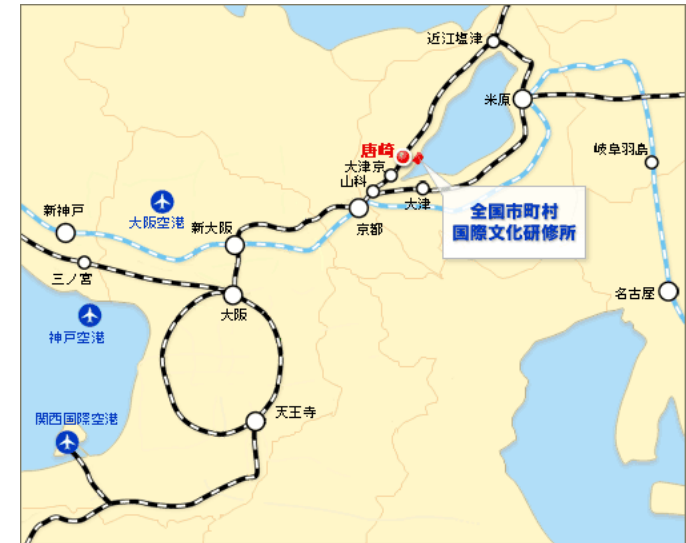 近江塩津
米原
唐崎
岐阜羽島
大津京
山科
大津
全国市町村
国際文化研修所
新神戸
大阪空港
新大阪
京都
三ノ宮
名古屋
大阪
神戸空港
天王寺
関西国際空港